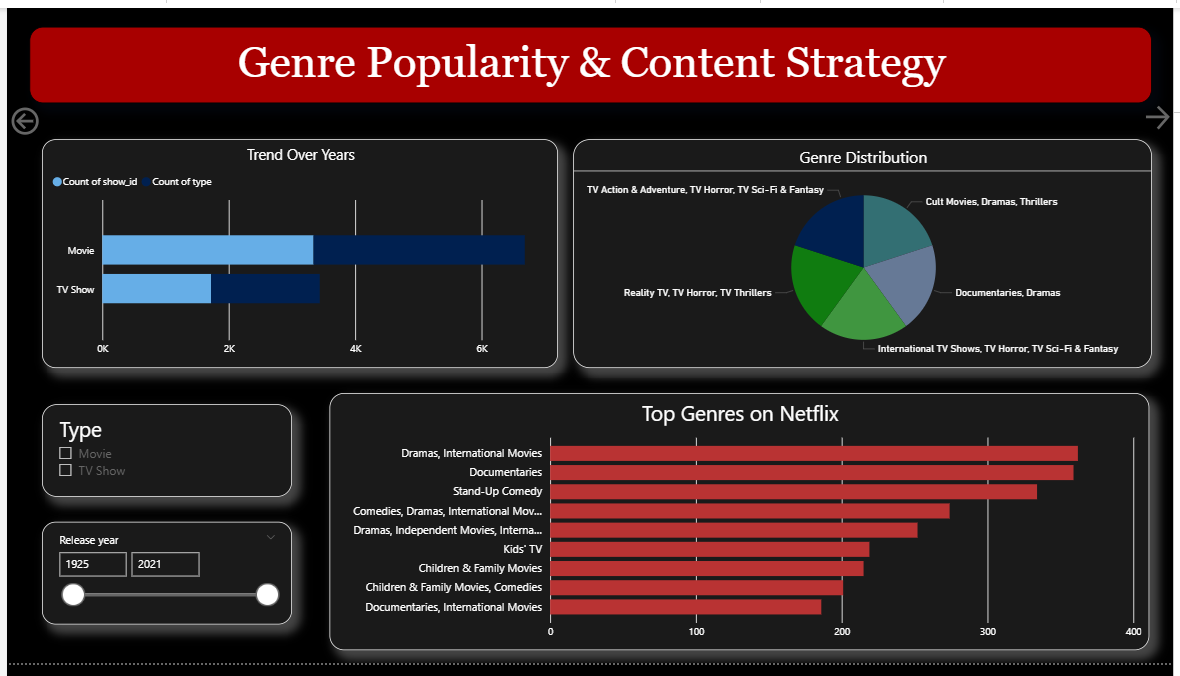 Genre Popularity & Content Strategy
Trend Over Years
Count of show_id Count of type
Movie
TV Show
0K 2K 4K 6K
Genre Distribution
TV Action & Adventure, TV Horror, TV Sci-Fi & Fantasy
Cult Movies, Dramas, Thrillers
Reality TV, TV Horror, TV Thrillers
Documentaries, Dramas
International TV Shows, TV Horror, TV Sci-Fi & Fantasy
Type
Movie
TV Show
Release year
1925 2021
Top Genres on Netflix
Dramas, International Movies
Documentaries
Stand-Up Comedy
Comedies, Dramas, International Mov...
Dramas, Independent Movies, Interna...
Kids' TV
Children & Family Movies
Children & Family Movies, Comedies
Documentaries, International Movies
0 100 200 300 400